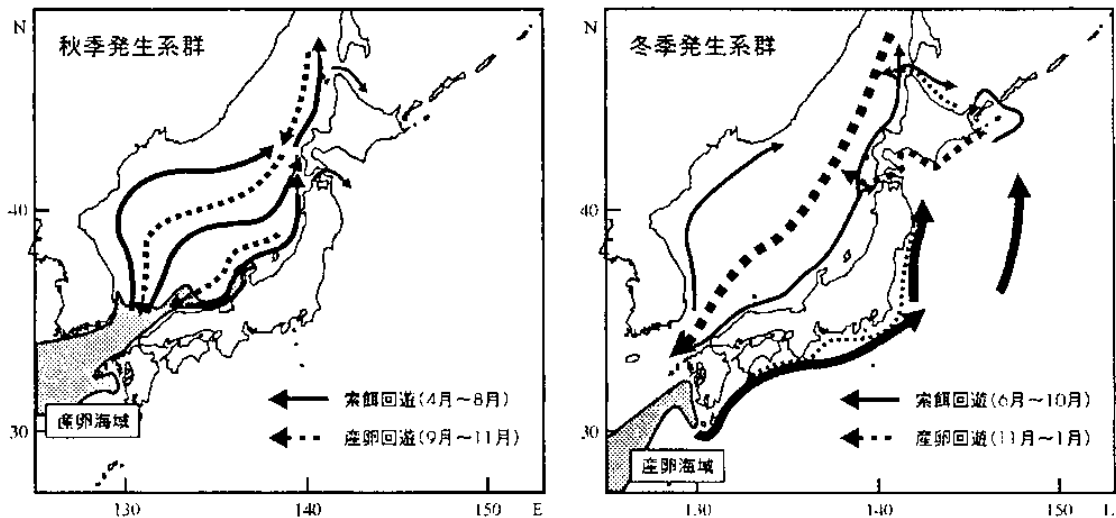 N
秋季発生系群
40
30
索餌回遊(4月〜8月)
産卵回遊(9月〜11月)
産卵海域
130
140
150
E
N
冬季発生系群
40
30
索餌回遊(6月〜10月)
産卵回遊(11月〜1月)
産卵海域
130
140
150